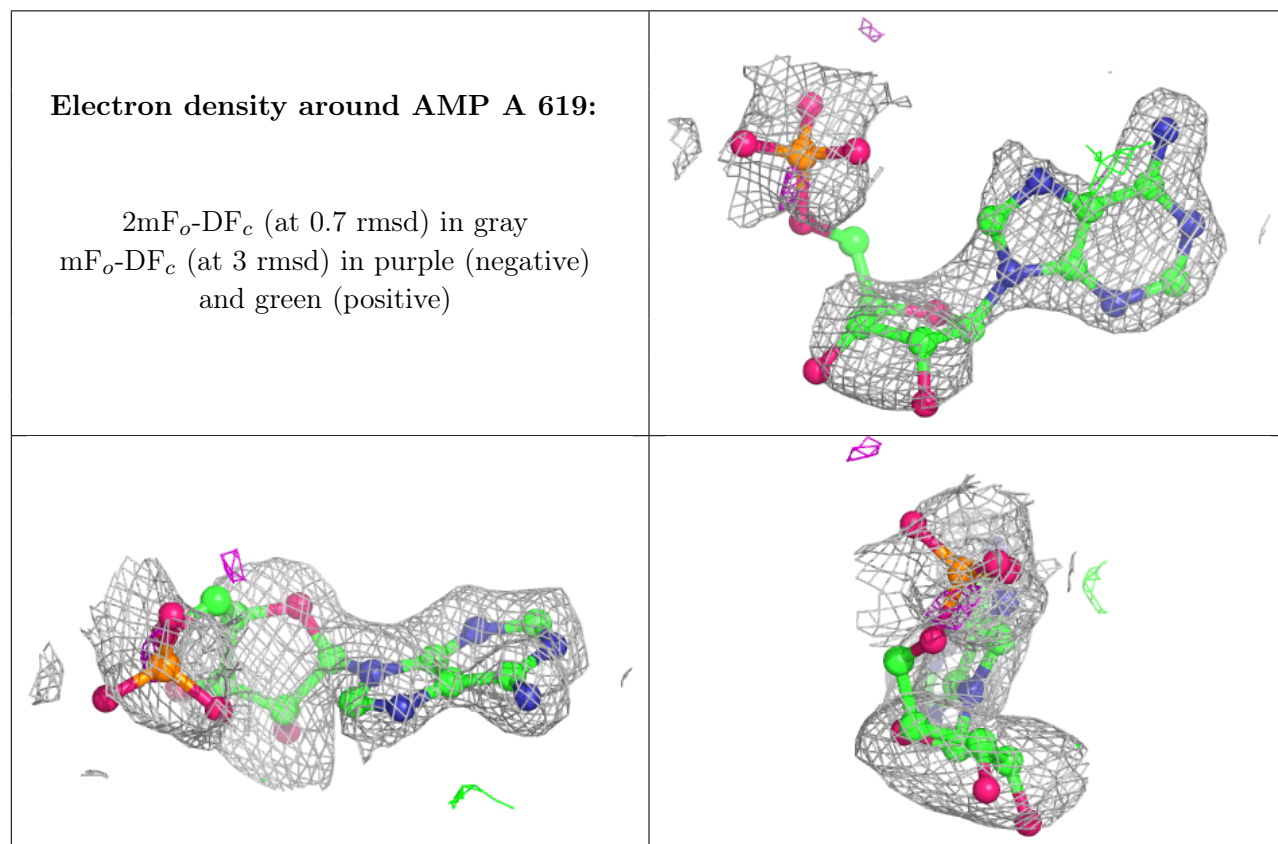 Electron density around AMP A 619:
2mFo-DFc (at 0.7 rmsd) in gray
mFo-DFc (at 3 rmsd) in purple (negative)
and green (positive)